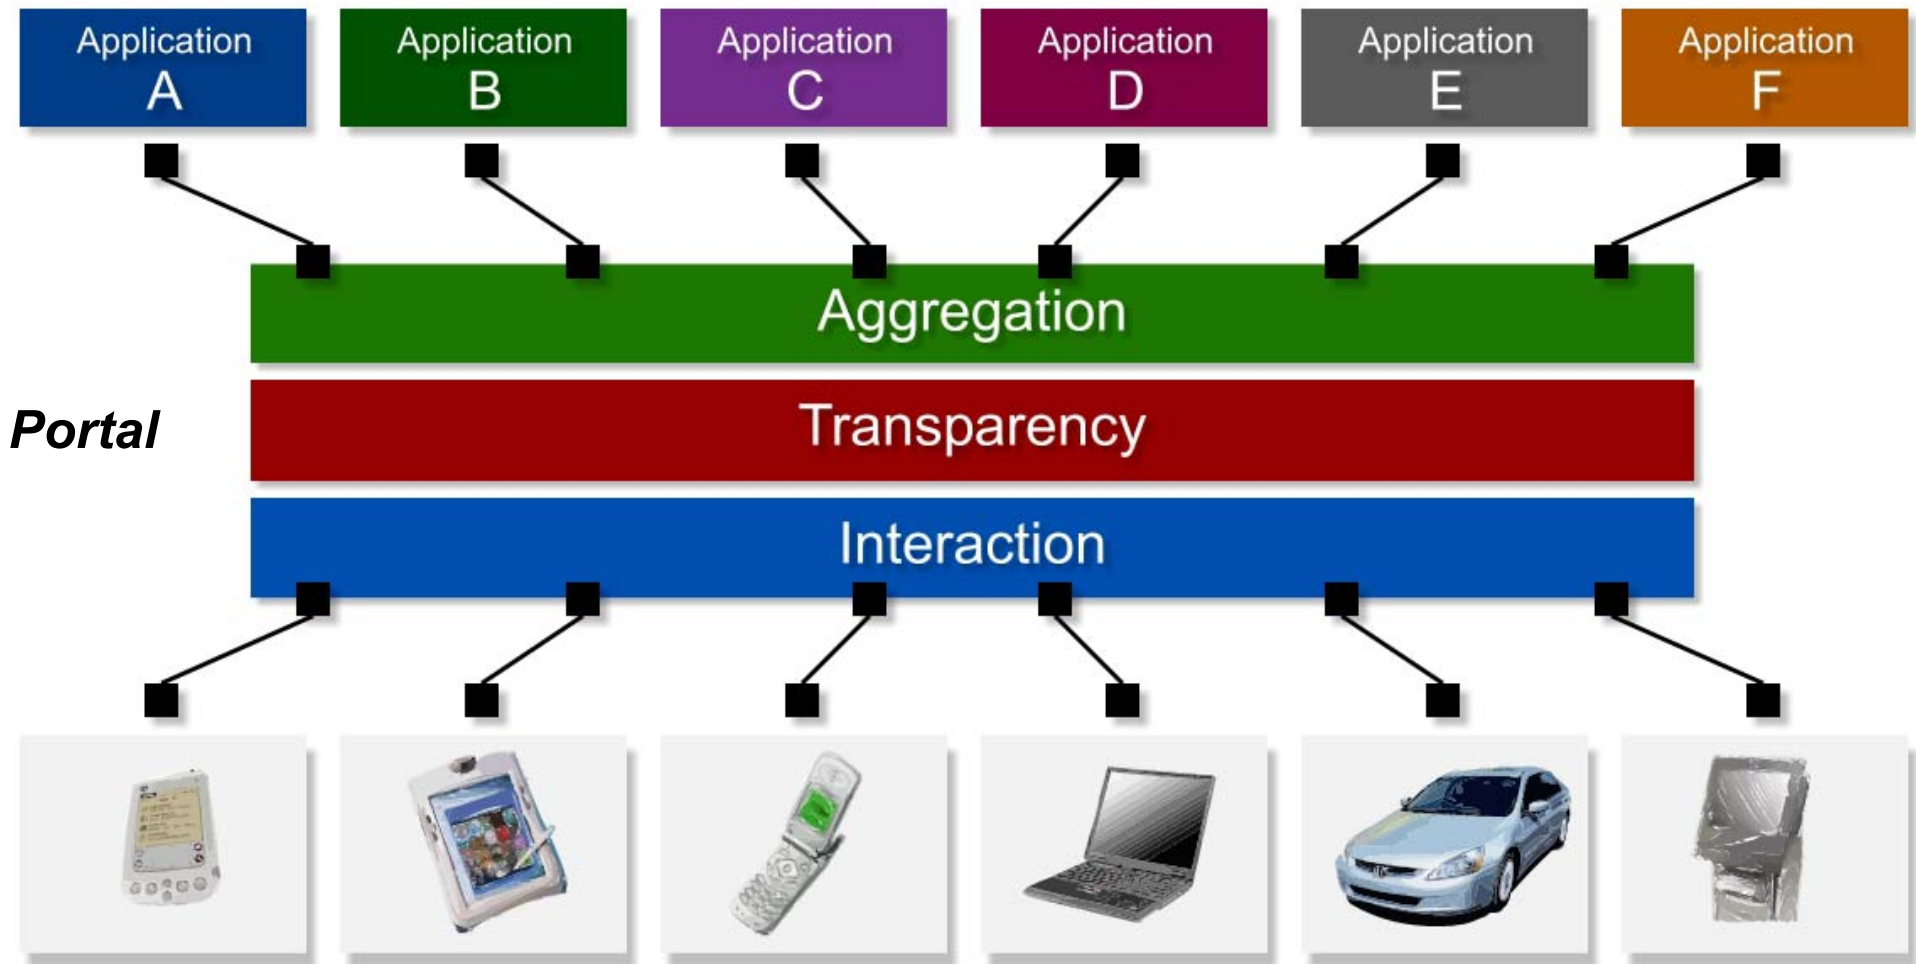 Application
A
Application
B
Application
C
Application
D
Application
E
Application
F
Aggregation
Portal
Transparency
Interaction